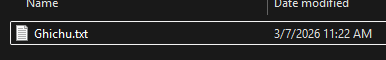 Name Date modified
Ghichu.txt 3/7/2026 11:22 AM